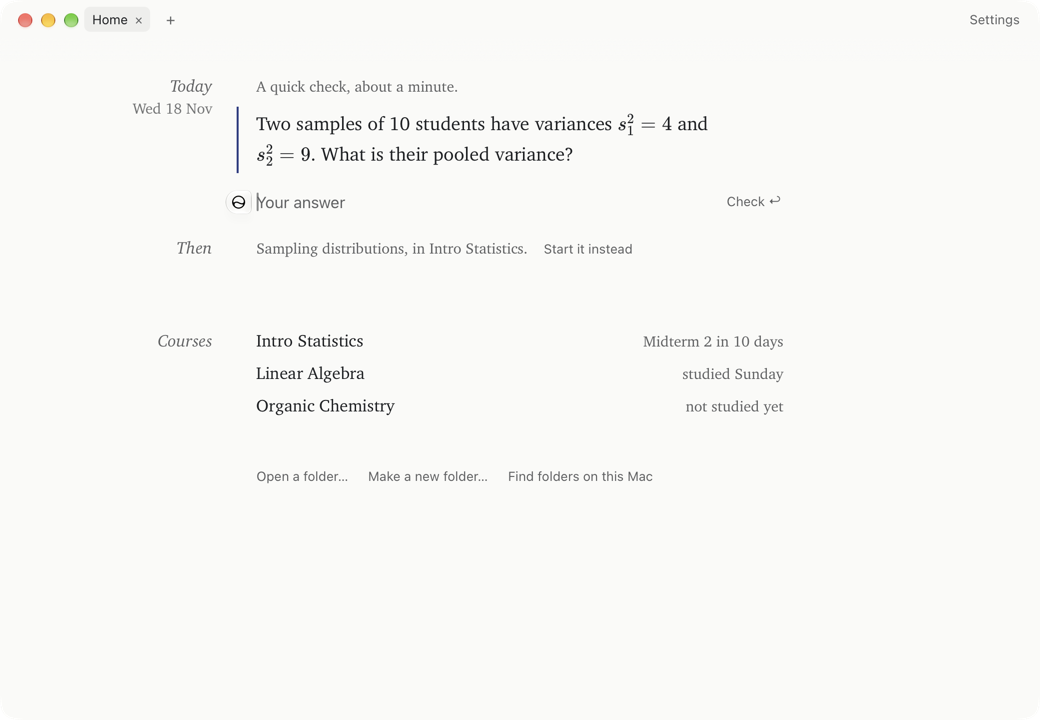 Home × +
Settings
Today
A quick check, about a minute.
Wed 18 Nov
Two samples of 10 students have variances s₁² = 4 and
s₂² = 9. What is their pooled variance?
Your answer
Check ↩
Then
Sampling distributions, in Intro Statistics. Start it instead
Courses
Intro Statistics
Midterm 2 in 10 days
Linear Algebra
studied Sunday
Organic Chemistry
not studied yet
Open a folder... Make a new folder... Find folders on this Mac